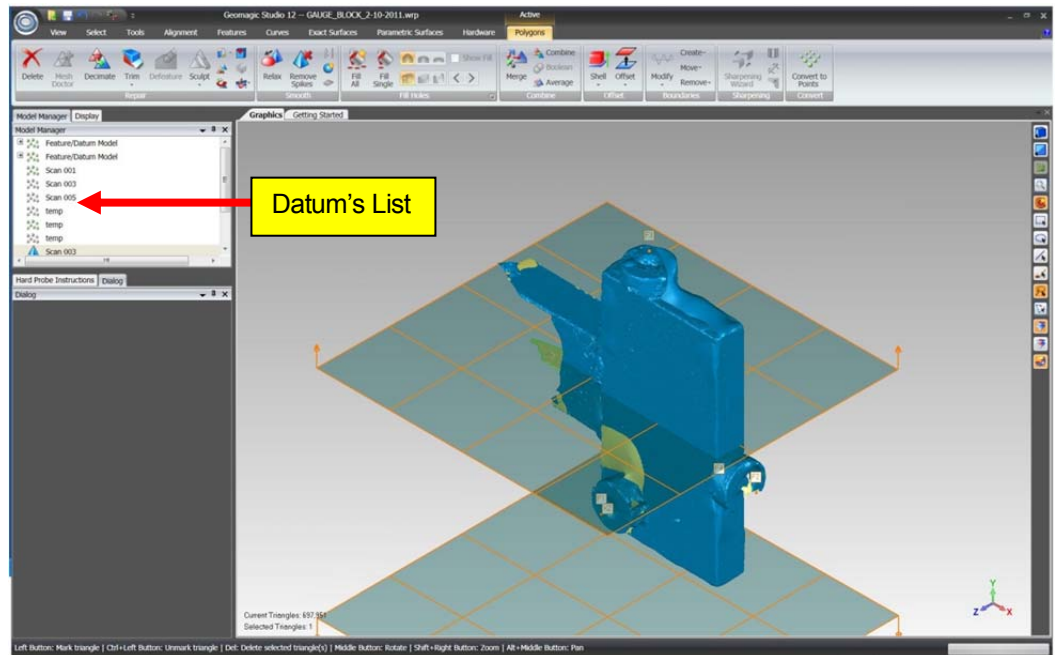 Geomagic Studio 12 -- GAUGE_BLOCK_2-10-2011.wrp
Active
View Select Tools Alignment Features Curves Exact Surfaces Parametric Surfaces Hardware Polygons
Delete Mesh Doctor Decimate Trim Defeature Sculpt
Relax Remove Spikes
Fill All Fill Single Show Fill
Merge Combine Boolean Average
Shell Offset
Modify Create Move Remove
Sharpening Wizard
Convert to Points
Repair Smooth Fill Holes Combine Offset Boundaries Sharpening Convert
Model Manager Display
Graphics Getting Started
Model Manager
Feature/Datum Model
Feature/Datum Model
Scan 001
Scan 003
Scan 005
temp
temp
temp
Scan 003
Datum's List
Hard Probe Instructions Dialog
Dialog
Current Triangles: 697,951
Selected Triangles: 1
Y
Z X
Left Button: Mark triangle | Ctrl+Left Button: Unmark triangle | Del: Delete selected triangle(s) | Middle Button: Rotate | Shift+Right Button: Zoom | Alt+Middle Button: Pan